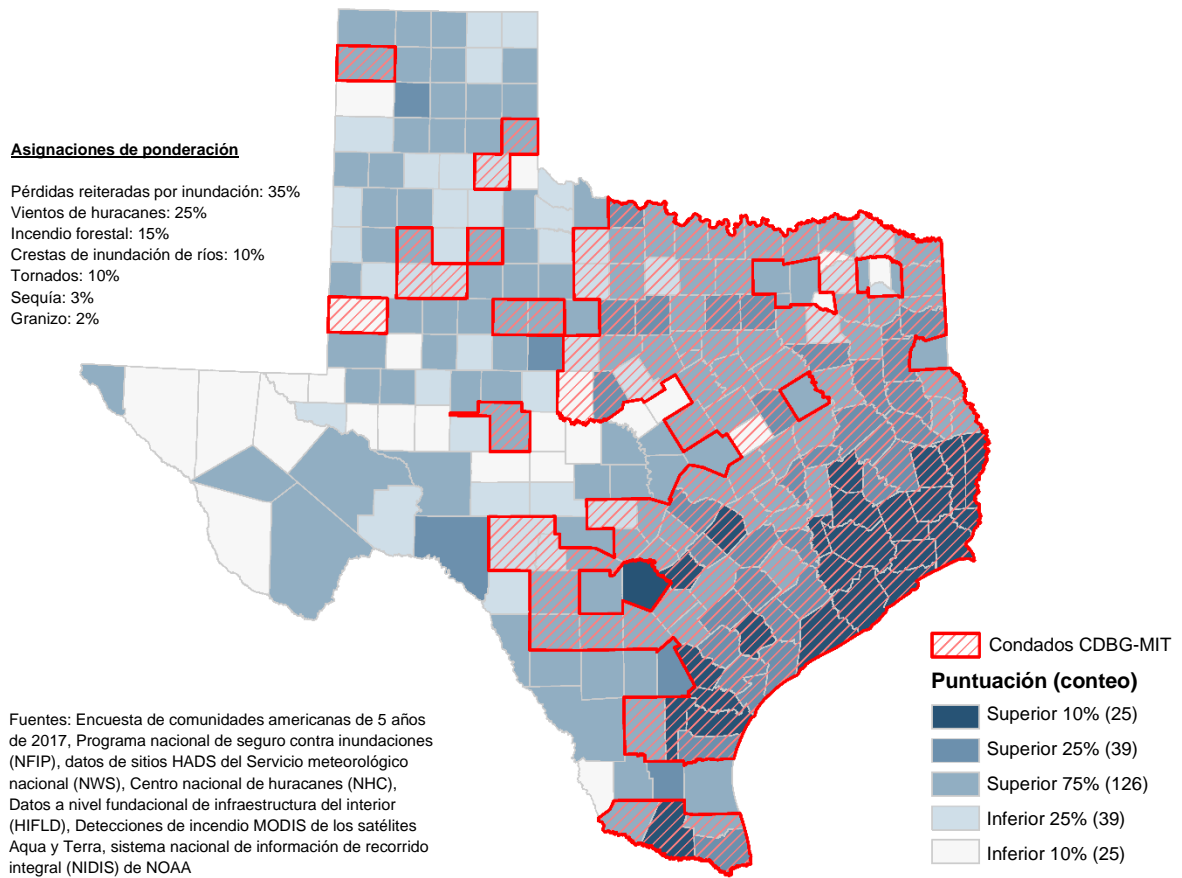 Asignaciones de ponderación
Pérdidas reiteradas por inundación: 35%
Vientos de huracanes: 25%
Incendio forestal: 15%
Crestas de inundación de ríos: 10%
Tornados: 10%
Sequía: 3%
Granizo: 2%
Condados CDBG-MIT
Puntuación (conteo)
Superior 10% (25)
Superior 25% (39)
Superior 75% (126)
Inferior 25% (39)
Inferior 10% (25)
Fuentes: Encuesta de comunidades americanas de 5 años
de 2017, Programa nacional de seguro contra inundaciones
(NFIP), datos de sitios HADS del Servicio meteorológico
nacional (NWS), Centro nacional de huracanes (NHC),
Datos a nivel fundacional de infraestructura del interior
(HIFLD), Detecciones de incendio MODIS de los satélites
Aqua y Terra, sistema nacional de información de recorrido
integral (NIDIS) de NOAA